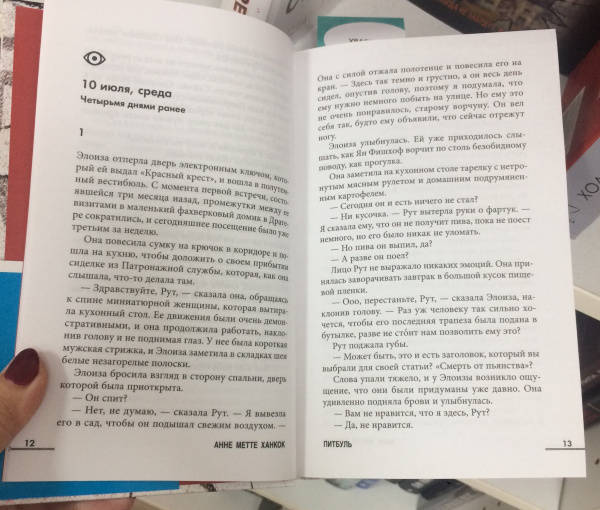 10 июля, среда
Четырьмя днями ранее
1
Элоиза отперла дверь электронным ключом, кото-
рый ей выдал «Красный крест», и вошла в полутем-
ный вестибюль. С момента первой встречи, состо-
явшейся три месяца назад, промежутки между ее
визитами в маленький фахверковый домик в Драге-
ре сократились, и сегодняшнее посещение было уже
третьим за неделю.
Она повесила сумку на крючок в коридоре и по-
шла на кухню, чтобы доложить о своем прибытии
сиделке из Патронажной службы, которая, как она
слышала, что-то делала там.
— Здравствуйте, Рут, — сказала она, обращаясь
к спине миниатюрной женщины, которая вытира-
ла кухонный стол. Ее движения были очень демон-
стративными, и она продолжила работать, накло-
нив голову и не поднимая глаз. У нее была короткая
мужская стрижка, и Элоиза заметила в складках шеи
белые незагорелые полоски.
Элоиза бросила взгляд в сторону спальни, дверь
которой была приоткрыта.
— Он спит?
— Нет, не думаю, — сказала Рут. — Я вывезла
его в сад, чтобы он подышал свежим воздухом. —
12
АННЕ МЕТТЕ ХАНКОК
Она с силой отжала полотенце и повесила его на
кран. — Здесь так темно и грустно, а он весь день
сидел, опустив голову, поэтому я подумала, что
ему нужно немного побыть на улице. Но ему это
не очень понравилось, старому ворчуну. Он вел
себя так, будто ему объявили, что сейчас отрежут
ногу.
Элоиза улыбнулась. Ей уже приходилось слы-
шать, как Ян Фишхоф ворчит по столь безобидному
поводу, как прогулка.
Она заметила на кухонном столе тарелку с нетро-
нутым мясным рулетом и домашним подрумянен-
ным картофелем.
— Сегодня он и есть ничего не стал?
— Ни кусочка. — Рут вытерла руки о фартук. —
Я сказала ему, что он не получит пива, пока не поест
немного, но его было никак не уломать.
— Но пива он выпил, да?
— А разве он поел?
Лицо Рут не выражало никаких эмоций. Она при-
нялась заворачивать завтрак в большой кусок пище-
вой пленки.
— Ооо, перестаньте, Рут, — сказала Элоиза, на-
клонив голову. — Раз уж человеку так сильно хо-
чется, чтобы его последняя трапеза была подана в
бутылке, разве не стоит нам позволить ему это?
Рут поджала губы.
— Может быть, это и есть заголовок, который вы
выбрали для своей статьи? «Смерть от пьянства»?
Слова упали тяжело, и у Элоизы возникло ощу-
щение, что они были придуманы уже давно. Она
удивленно подняла брови и улыбнулась.
— Вам не нравится, что я здесь, Рут?
— Да, не нравится.
ПИТБУЛЬ
13